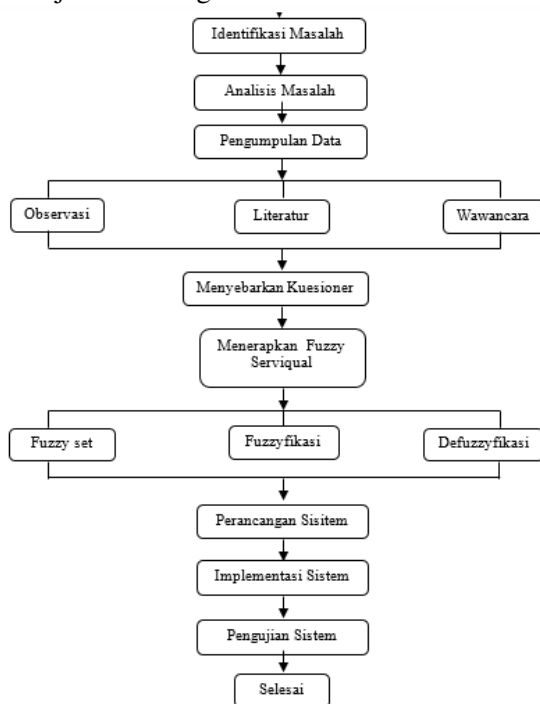 Identifikasi Masalah
Analisis Masalah
Pengumpulan Data
Observasi
Literatur
Wawancara
Menyebarkan Kuesioner
Menerapkan Fuzzy
Serviqual
Fuzzy set
Fuzzyfikasi
Defuzzyfikasi
Perancangan Sisitem
Implementasi Sistem
Pengujian Sistem
Selesai